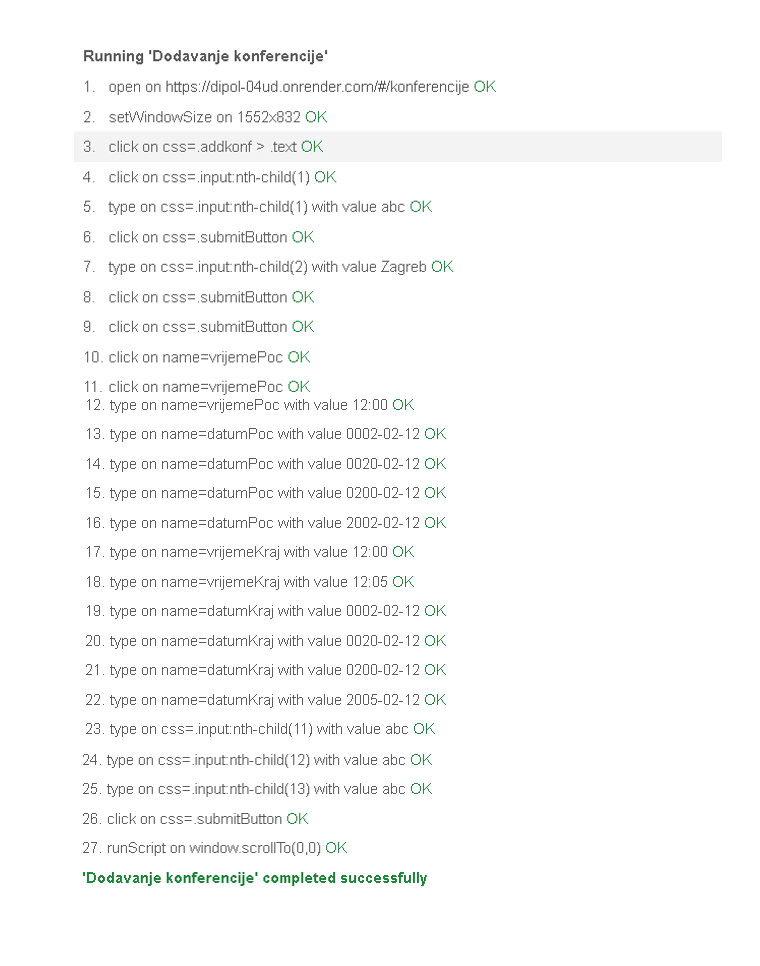 Running 'Dodavanje konferencije'
1. open on https://dipol-04ud.onrender.com/#/konferencije OK
2. setWindowSize on 1552x832 OK
3. click on css=.addkonf > .text OK
4. click on css=.input:nth-child(1) OK
5. type on css=.input:nth-child(1) with value abc OK
6. click on css=.submitButton OK
7. type on css=.input:nth-child(2) with value Zagreb OK
8. click on css=.submitButton OK
9. click on css=.submitButton OK
10. click on name=vrijemePoc OK
11. click on name=vrijemePoc OK
12. type on name=vrijemePoc with value 12:00 OK
13. type on name=datumPoc with value 0002-02-12 OK
14. type on name=datumPoc with value 0020-02-12 OK
15. type on name=datumPoc with value 0200-02-12 OK
16. type on name=datumPoc with value 2002-02-12 OK
17. type on name=vrijemeKraj with value 12:00 OK
18. type on name=vrijemeKraj with value 12:05 OK
19. type on name=datumKraj with value 0002-02-12 OK
20. type on name=datumKraj with value 0020-02-12 OK
21. type on name=datumKraj with value 0200-02-12 OK
22. type on name=datumKraj with value 2005-02-12 OK
23. type on css=.input:nth-child(11) with value abc OK
24. type on css=.input:nth-child(12) with value abc OK
25. type on css=.input:nth-child(13) with value abc OK
26. click on css=.submitButton OK
27. runScript on window.scrollTo(0,0) OK
'Dodavanje konferencije' completed successfully